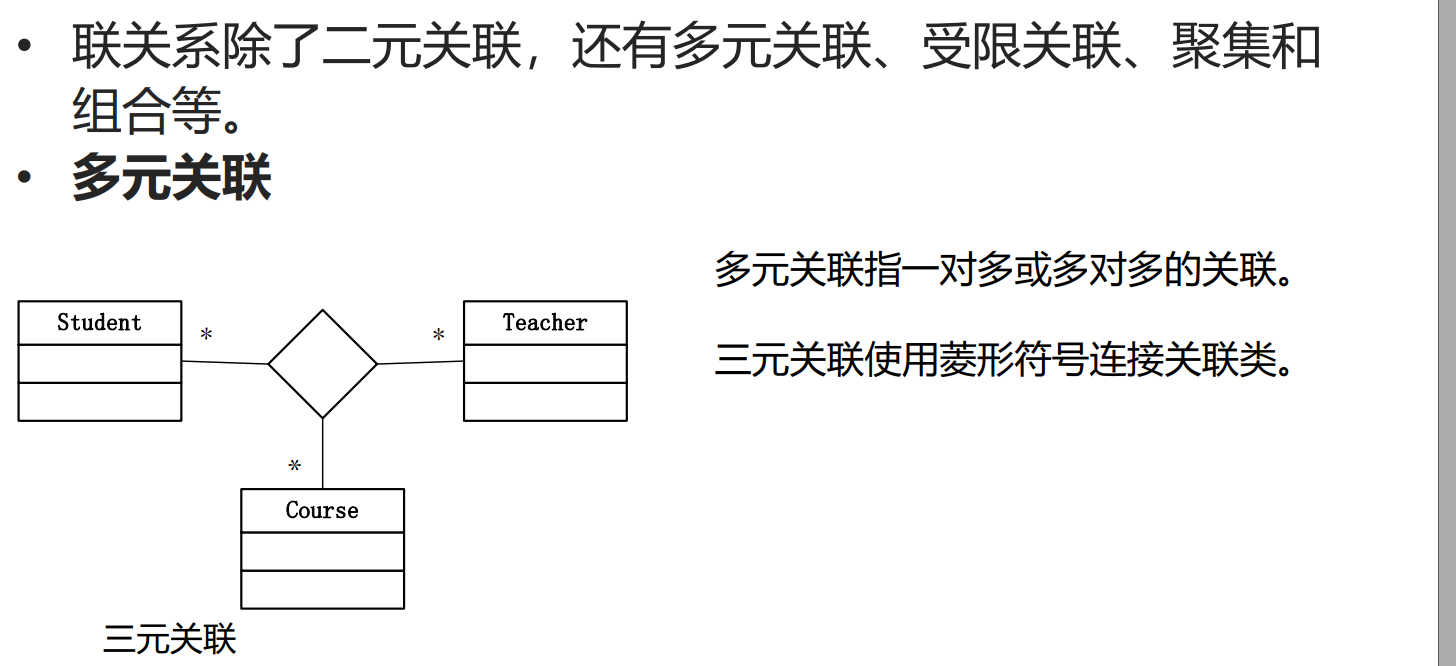 • 联关系除了二元关联，还有多元关联、受限关联、聚集和
组合等。
• 多元关联
多元关联指一对多或多对多的关联。
三元关联使用菱形符号连接关联类。
Student
*
*
Teacher
*
Course
三元关联